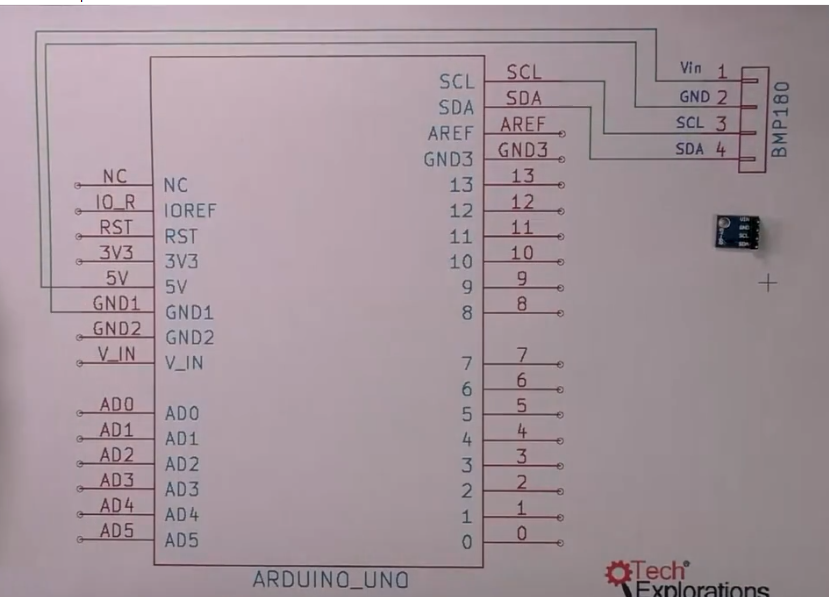 SCL
SDA
AREF
GND3
13
12
11
10
9
8
7
6
5
4
3
2
1
0
SCL
SDA
AREF
GND3
13
12
11
10
9
8
7
6
5
4
3
2
1
0
NC
IO_R
RST
3V3
5V
GND1
GND2
V_IN
AD0
AD1
AD2
AD3
AD4
AD5
NC
IOREF
RST
3V3
5V
GND1
GND2
V_IN
AD0
AD1
AD2
AD3
AD4
AD5
Vin 1
GND 2
SCL 3
SDA 4
BMP180
VIN
GND
SCL
SDA
ARDUINO_UNO
Tech
Explorations